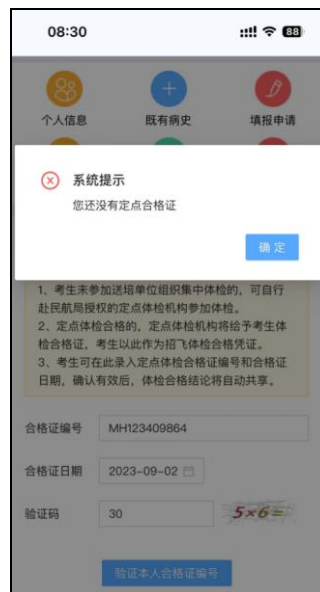 08:30
88
个人信息
既有病史
填报申请
系统提示
您还没有定点合格证
确 定
1、考生未参加送培单位组织集中体检的，可自行
赴民航局授权的定点体检机构参加体检。
2、定点体检合格的，定点体检机构将给予考生体
检合格证，考生以此作为招飞体检合格凭证。
3、考生可在此录入定点体检合格证编号和合格证
日期，确认有效后，体检合格结论将自动共享。
合格证编号
MH123409864
合格证日期
2023-09-02
验证码
30
5×6=
验证本人合格证编号